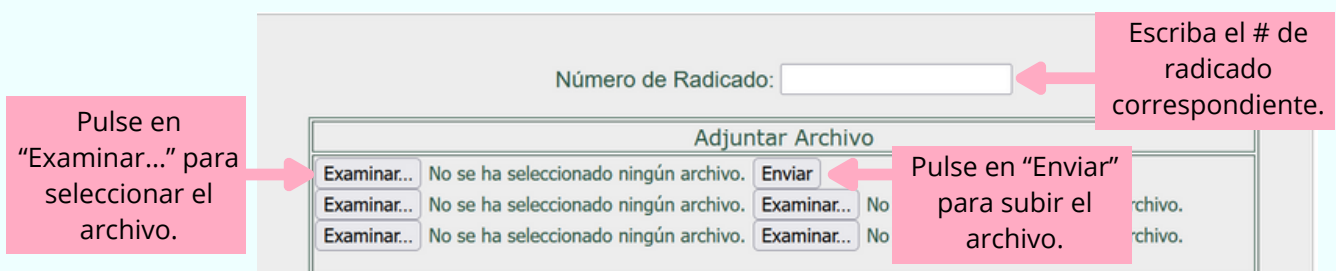 Escriba el # de
radicado
correspondiente.
Número de Radicado:
Pulse en
“Examinar...” para
seleccionar el
archivo.
Adjuntar Archivo
Examinar... No se ha seleccionado ningún archivo. Enviar
Examinar... No se ha seleccionado ningún archivo. Examinar... No
Examinar... No se ha seleccionado ningún archivo. Examinar... No
Pulse en “Enviar”
para subir el
archivo.